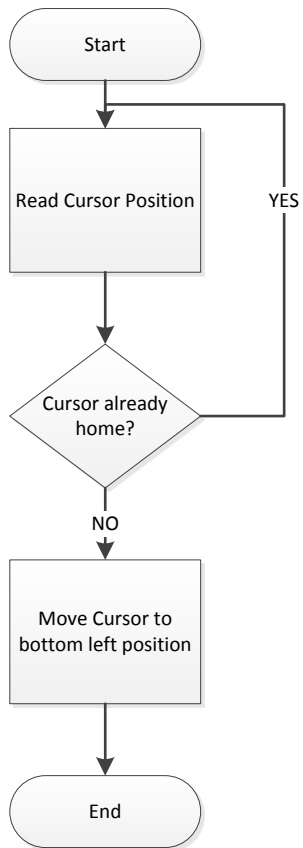 Start
Read Cursor Position
YES
Cursor already
home?
NO
Move Cursor to
bottom left position
End